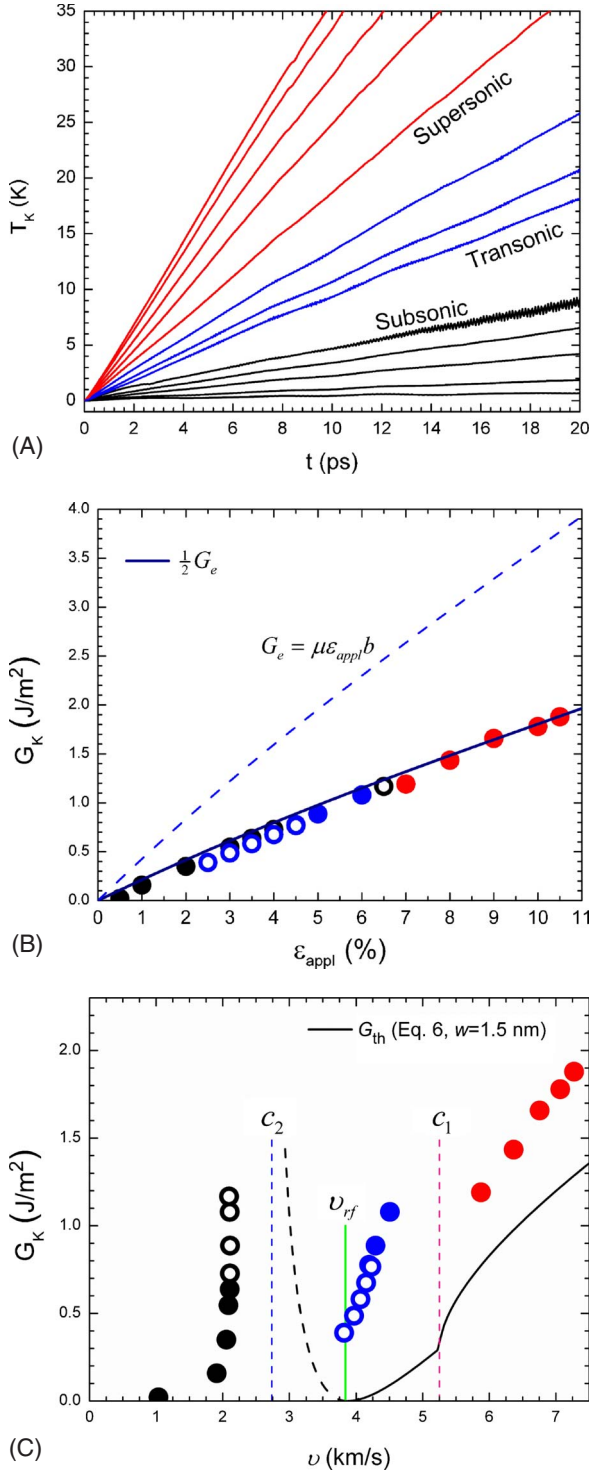 35
30
25
20
15
10
5
0
T_K (K)
Supersonic
Transonic
Subsonic
0 2 4 6 8 10 12 14 16 18 20
t (ps)
(A)
4.0
3.5
3.0
2.5
2.0
1.5
1.0
0.5
0.0
G_K (J/m²)
½ G_e
G_e = με_appl b
0 1 2 3 4 5 6 7 8 9 10 11
ε_appl (%)
(B)
2.0
1.5
1.0
0.5
0.0
G_K (J/m²)
G_th (Eq. 6, w=1.5 nm)
c_2
c_1
υ_rf
0 1 2 3 4 5 6 7
υ (km/s)
(C)